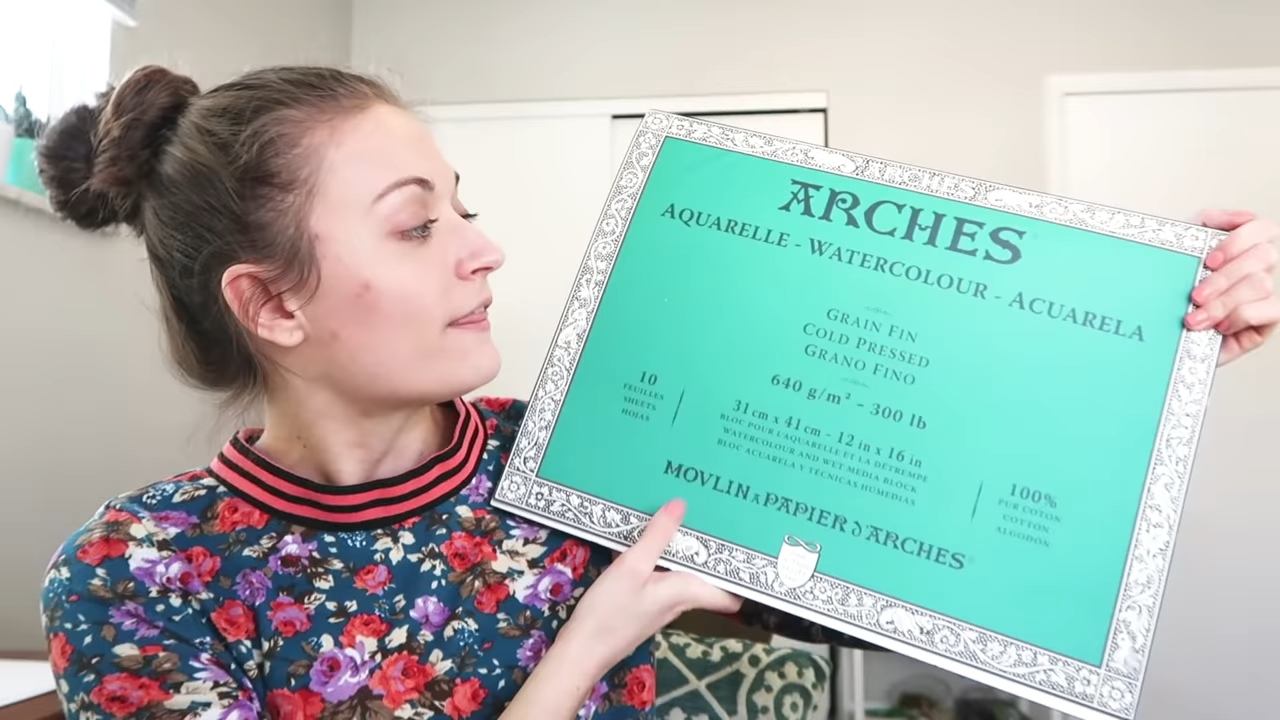 ARCHES
AQUARELLE - WATERCOLOUR - ACUARELA
GRAIN FIN
COLD PRESSED
GRANO FINO
640 g/m² - 300 lb
31 cm x 41 cm - 12 in x 16 in
BLOC POUR L'AQUARELLE ET LA DÉTREMPE
WATERCOLOUR AND WET MEDIA BLOCK
BLOC ACUARELA Y TÉCNICAS HUMEDIAS
10
FEUILLES
SHEETS
HOJAS
100%
PUR COTON
COTTON
ALGODÓN
MOVLIN À PAPIER D'ARCHES